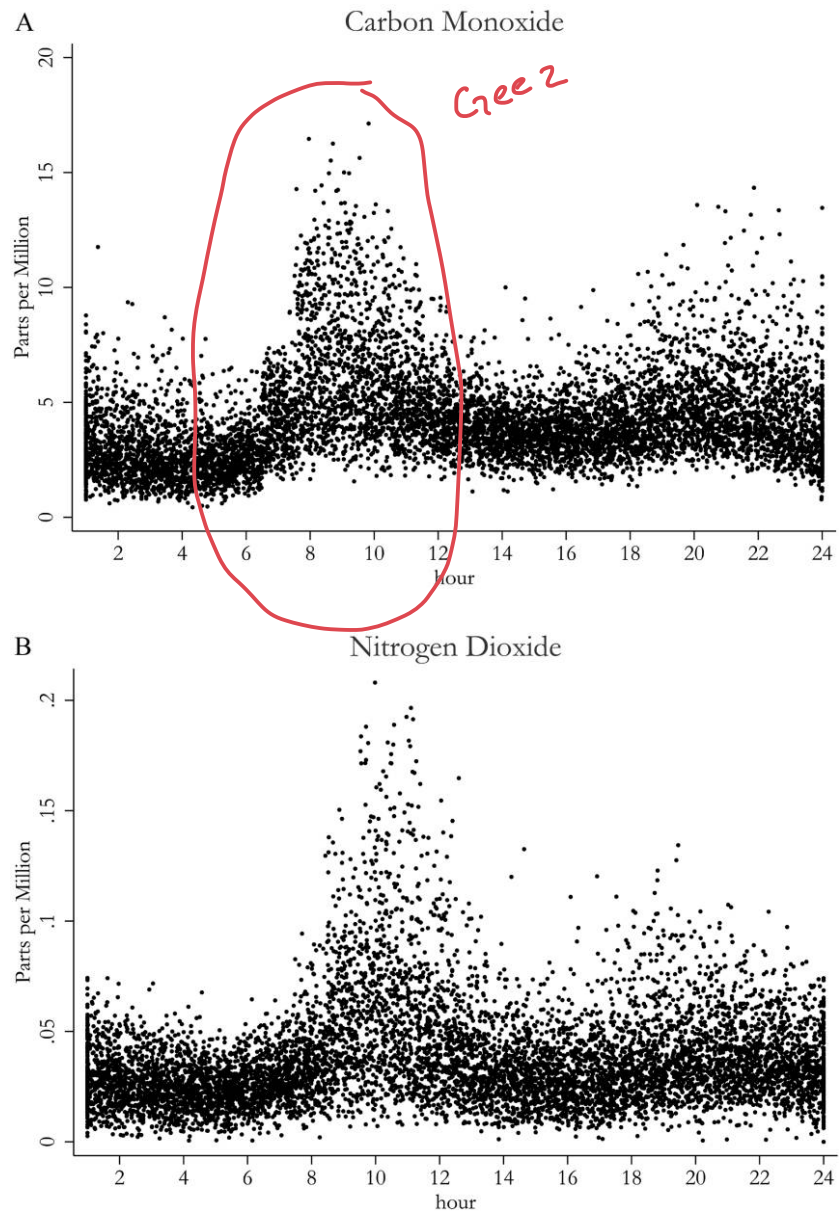 A
Carbon Monoxide
Geez
Parts per Million
20
15
10
5
0
2 4 6 8 10 12 14 16 18 20 22 24
hour
B
Nitrogen Dioxide
Parts per Million
.2
.15
.1
.05
0
2 4 6 8 10 12 14 16 18 20 22 24
hour